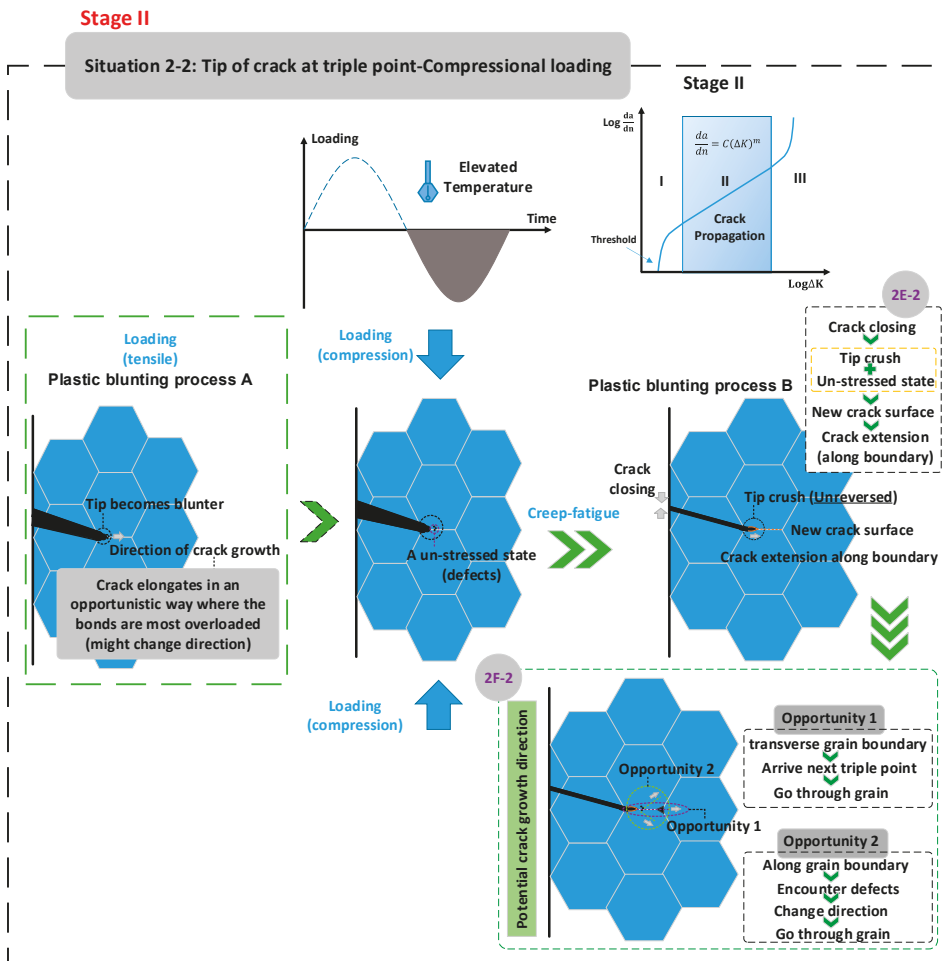 Stage II
Situation 2-2: Tip of crack at triple point-Compressional loading
Stage II
Loading
Elevated
Temperature
Time
Log da/dn
da/dn = C(ΔK)^m
I
II
III
Crack
Propagation
Threshold
LogΔK
2E-2
Crack closing
Tip crush
Un-stressed state
New crack surface
Crack extension
(along boundary)
Loading
(tensile)
Plastic blunting process A
Tip becomes blunter
Direction of crack growth
Crack elongates in an
opportunistic way where the
bonds are most overloaded
(might change direction)
Loading
(compression)
A un-stressed state
(defects)
Loading
(compression)
Creep-fatigue
Plastic blunting process B
Crack
closing
Tip crush (Unreversed)
New crack surface
Crack extension along boundary
2F-2
Potential crack growth direction
Opportunity 2
Opportunity 1
Opportunity 1
transverse grain boundary
Arrive next triple point
Go through grain
Opportunity 2
Along grain boundary
Encounter defects
Change direction
Go through grain